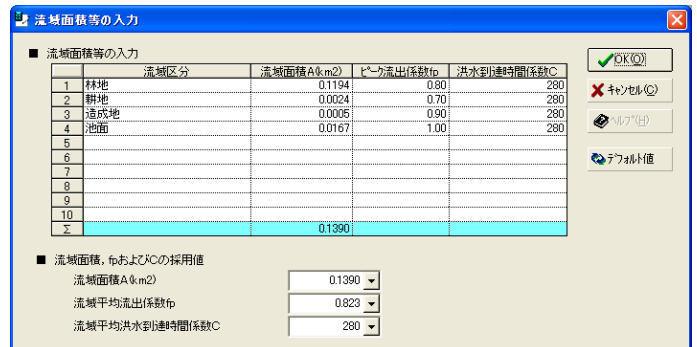 流域面積等の入力
■ 流域面積等の入力
流域区分 流域面積A(km2) ﾋﾟｰｸ流出係数fp 洪水到達時間係数C
1 林地 0.1194 0.80 280
2 耕地 0.0024 0.70 280
3 造成地 0.0005 0.90 280
4 池面 0.0167 1.00 280
5
6
7
8
9
10
Σ 0.1390
■ 流域面積，fpおよびCの採用値
流域面積A(km2) 0.1390
流域平均流出係数fp 0.823
流域平均洪水到達時間係数C 280
OK(O)
ｷｬﾝｾﾙ(C)
ﾍﾙﾌﾟ(H)
ﾃﾞﾌｫﾙﾄ値